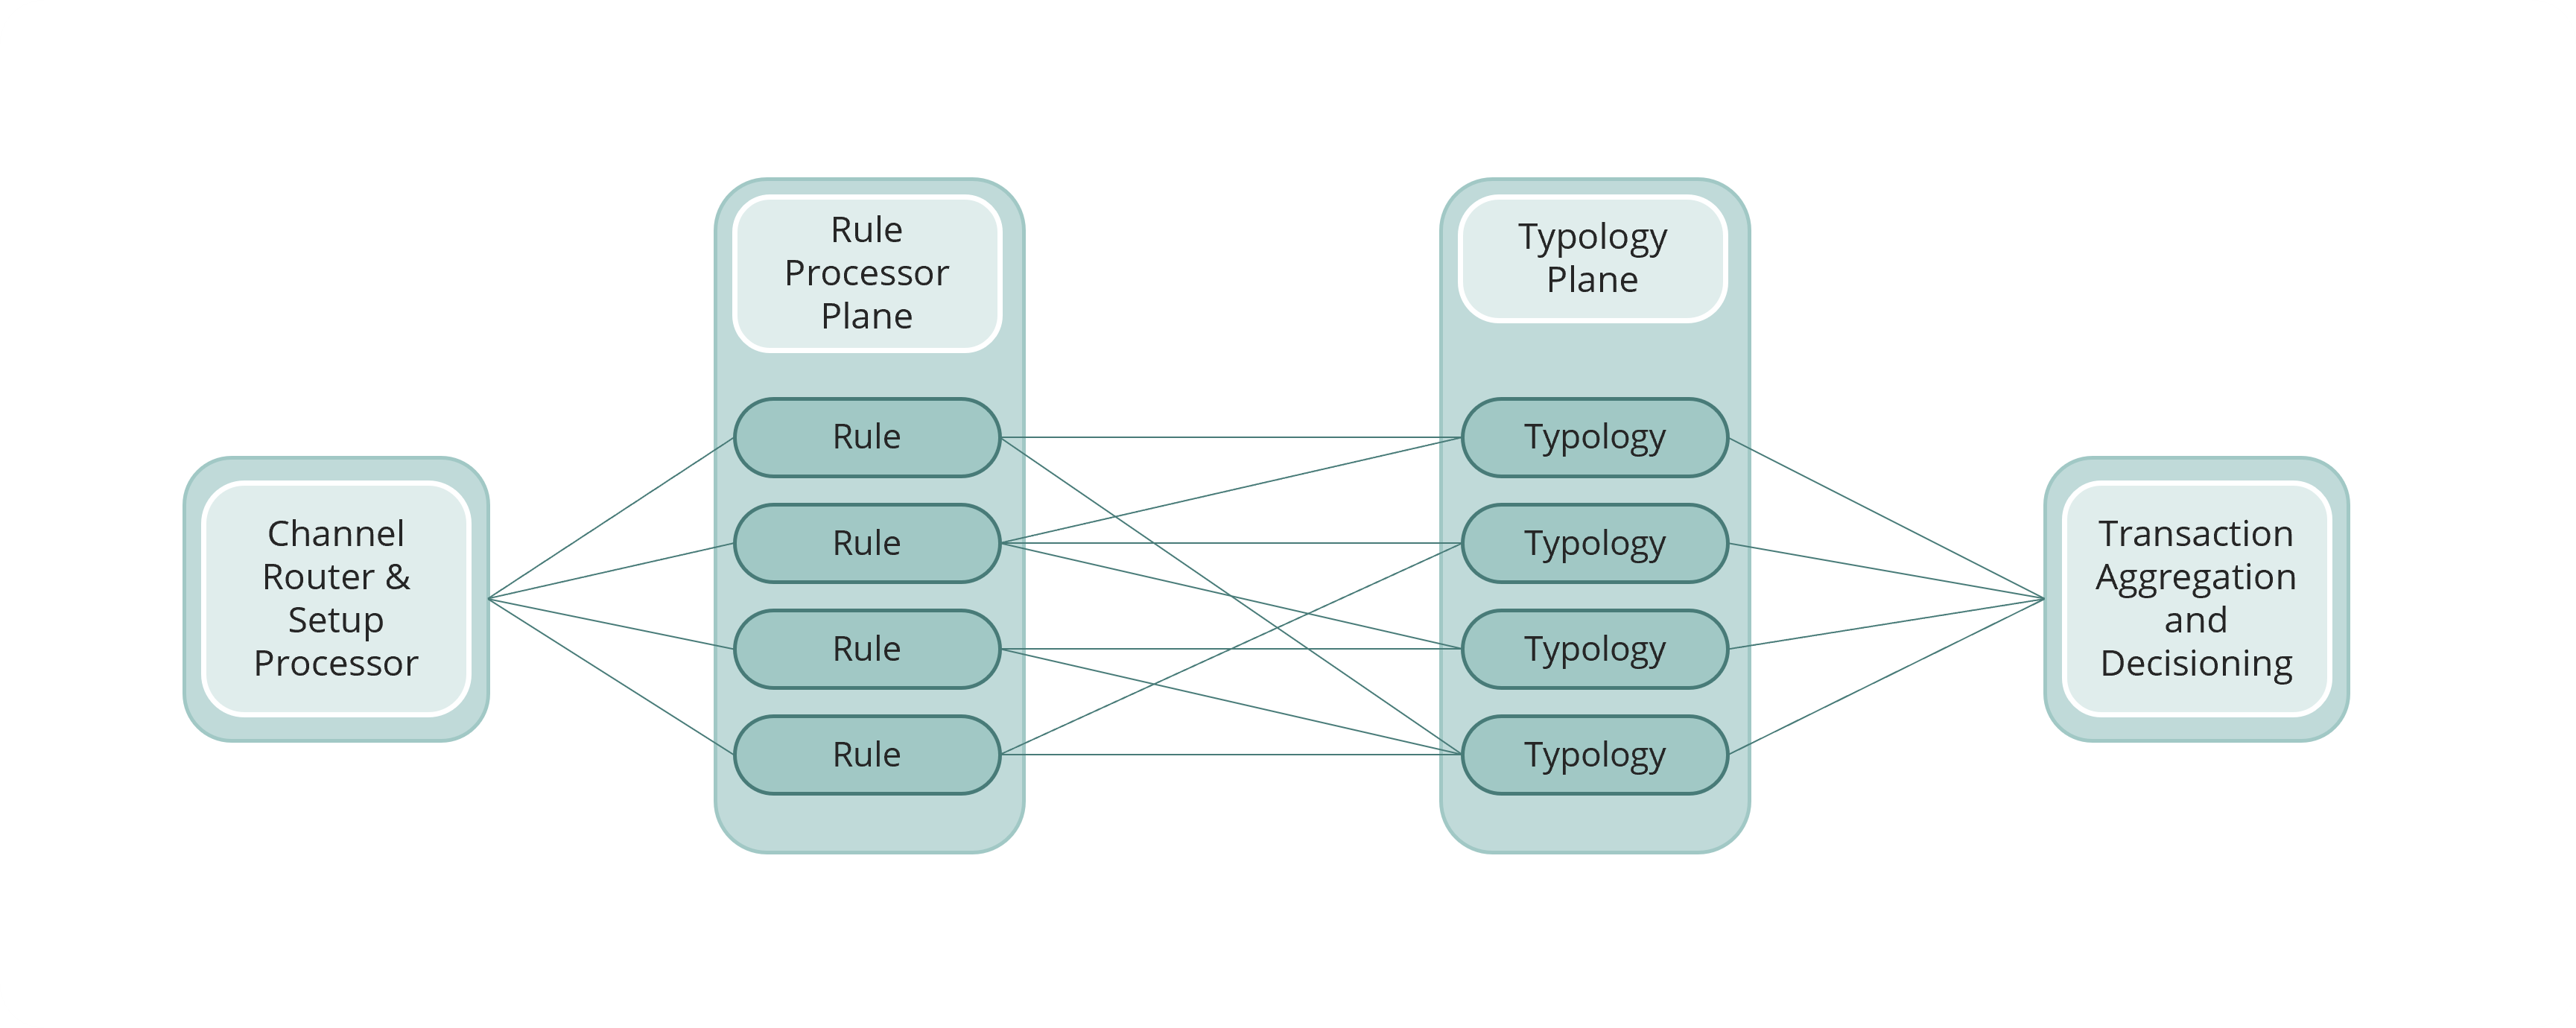 Channel
Router &
Setup
Processor
Rule
Processor
Plane
Rule
Rule
Rule
Rule
Typology
Plane
Typology
Typology
Typology
Typology
Transaction
Aggregation
and
Decisioning